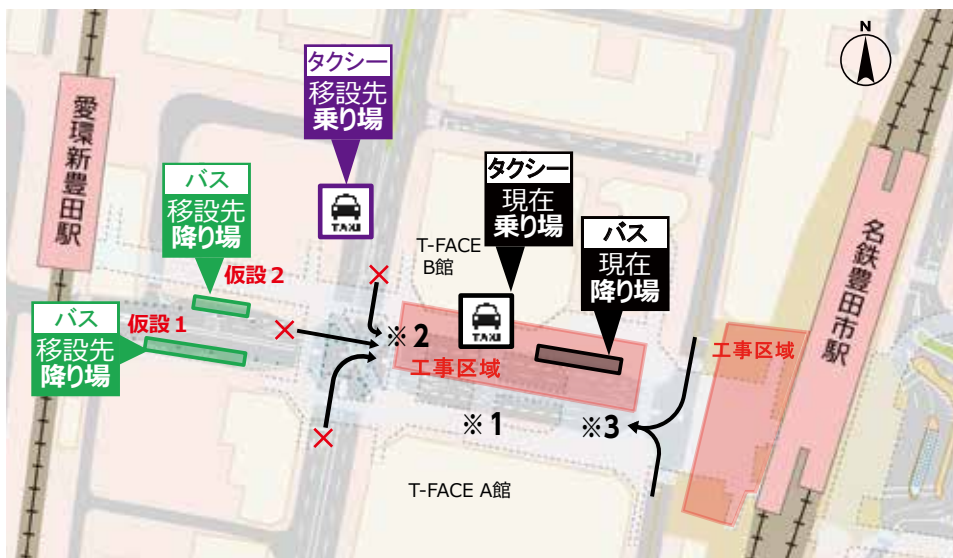 N
タクシー
移設先
乗り場
TAXI
愛環新豊田駅
バス
移設先
降り場
仮設2
バス
移設先
降り場
仮設1
タクシー
現在
乗り場
TAXI
バス
現在
降り場
T-FACE
B館
名鉄豊田市駅
※2
工事区域
工事区域
※1
※3
T-FACE A館